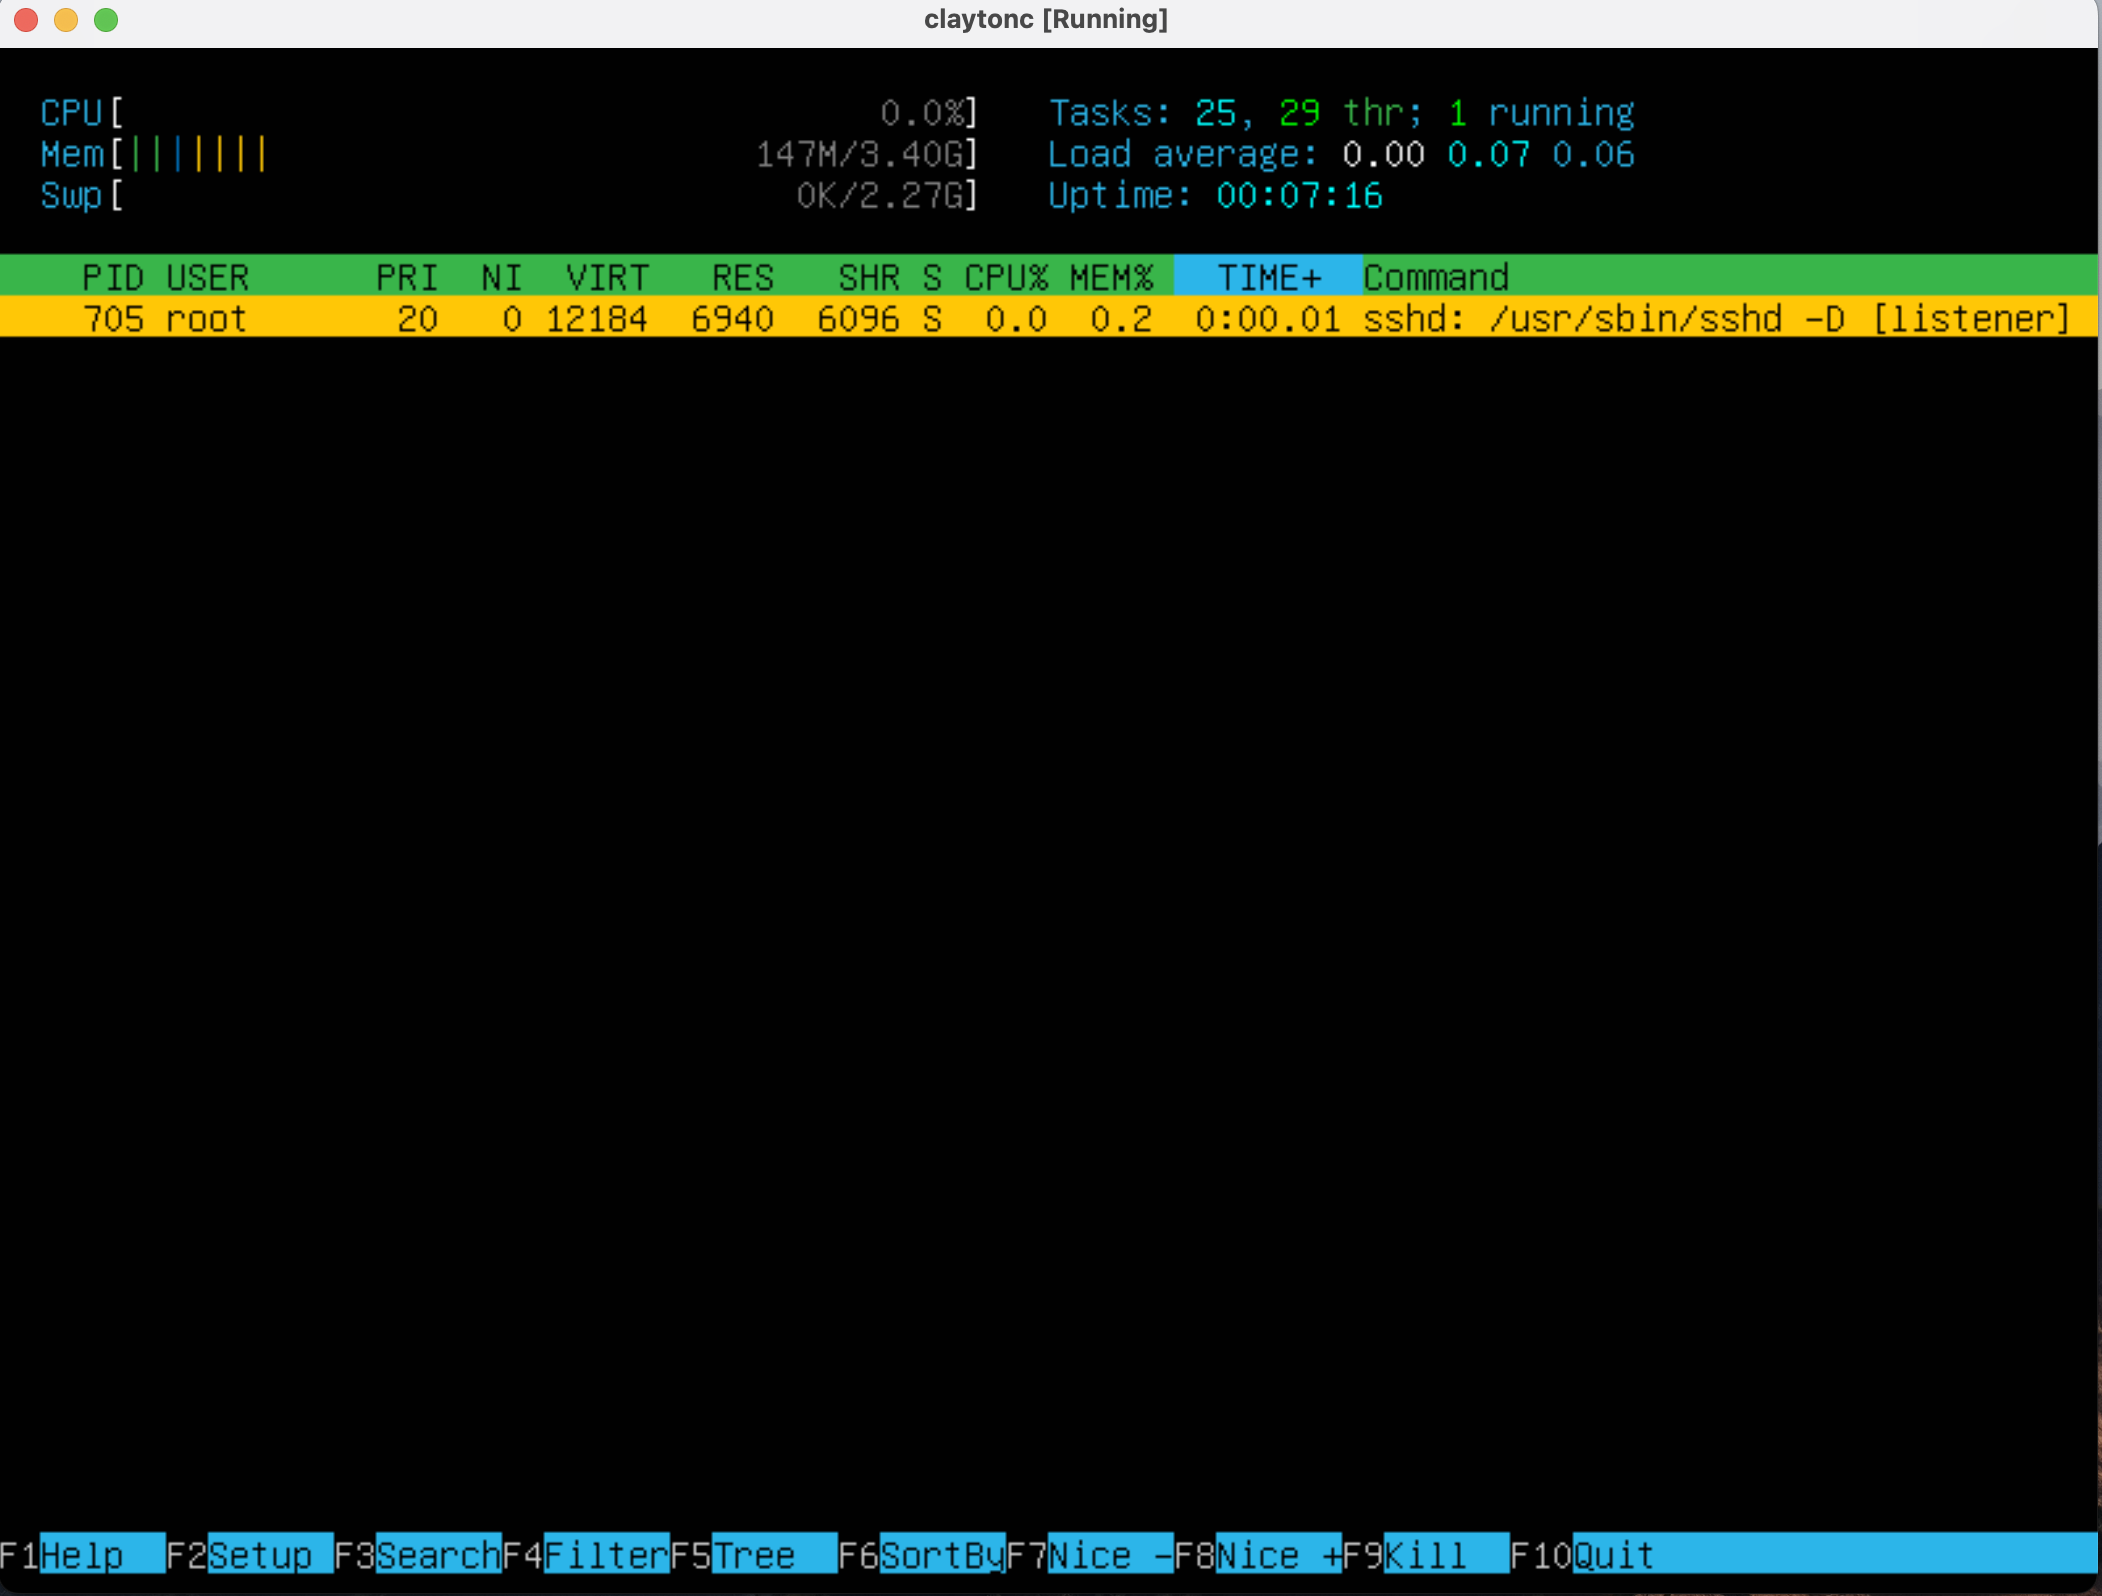 claytonc [Running]
CPU[ 0.0%] Tasks: 25, 29 thr; 1 running
Mem[||||||| 147M/3.40G] Load average: 0.00 0.07 0.06
Swp[ 0K/2.27G] Uptime: 00:07:16
PID USER PRI NI VIRT RES SHR S CPU% MEM% TIME+ Command
705 root 20 0 12184 6940 6096 S 0.0 0.2 0:00.01 sshd: /usr/sbin/sshd -D [listener]
F1Help F2Setup F3SearchF4FilterF5Tree F6SortByF7Nice -F8Nice +F9Kill F10Quit